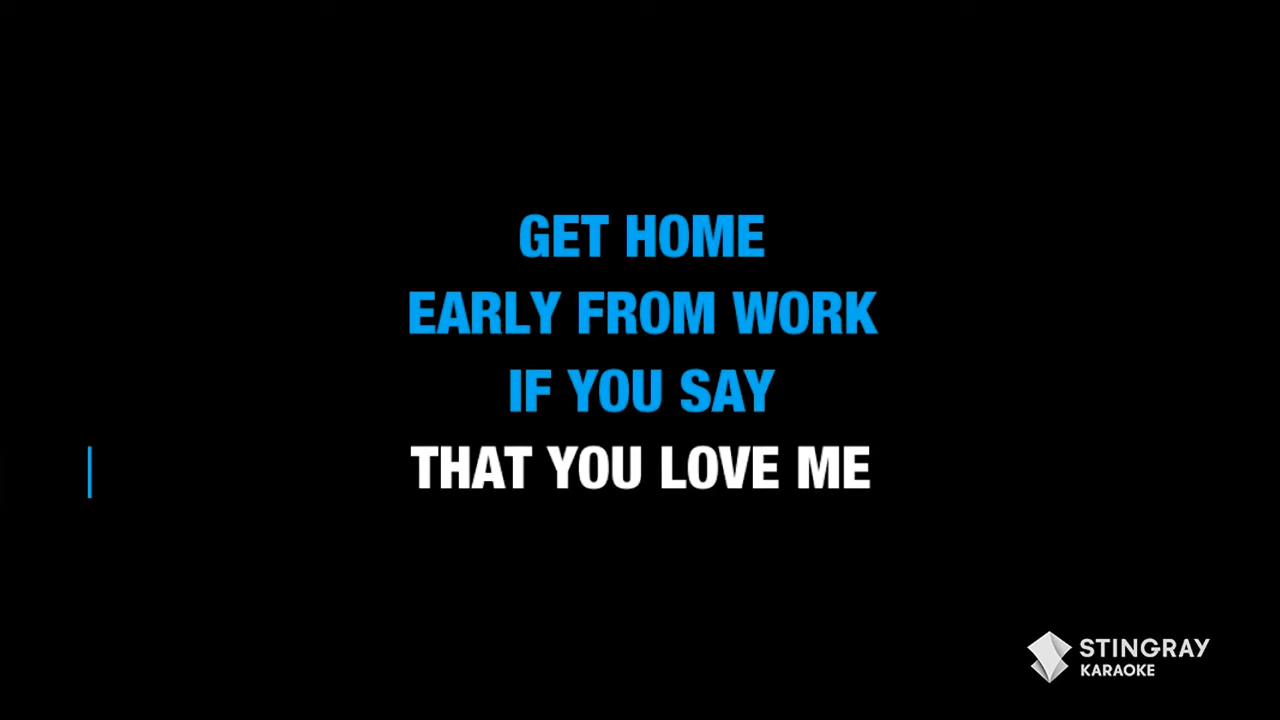 GET HOME
EARLY FROM WORK
IF YOU SAY
THAT YOU LOVE ME
STINGRAY
KARAOKE